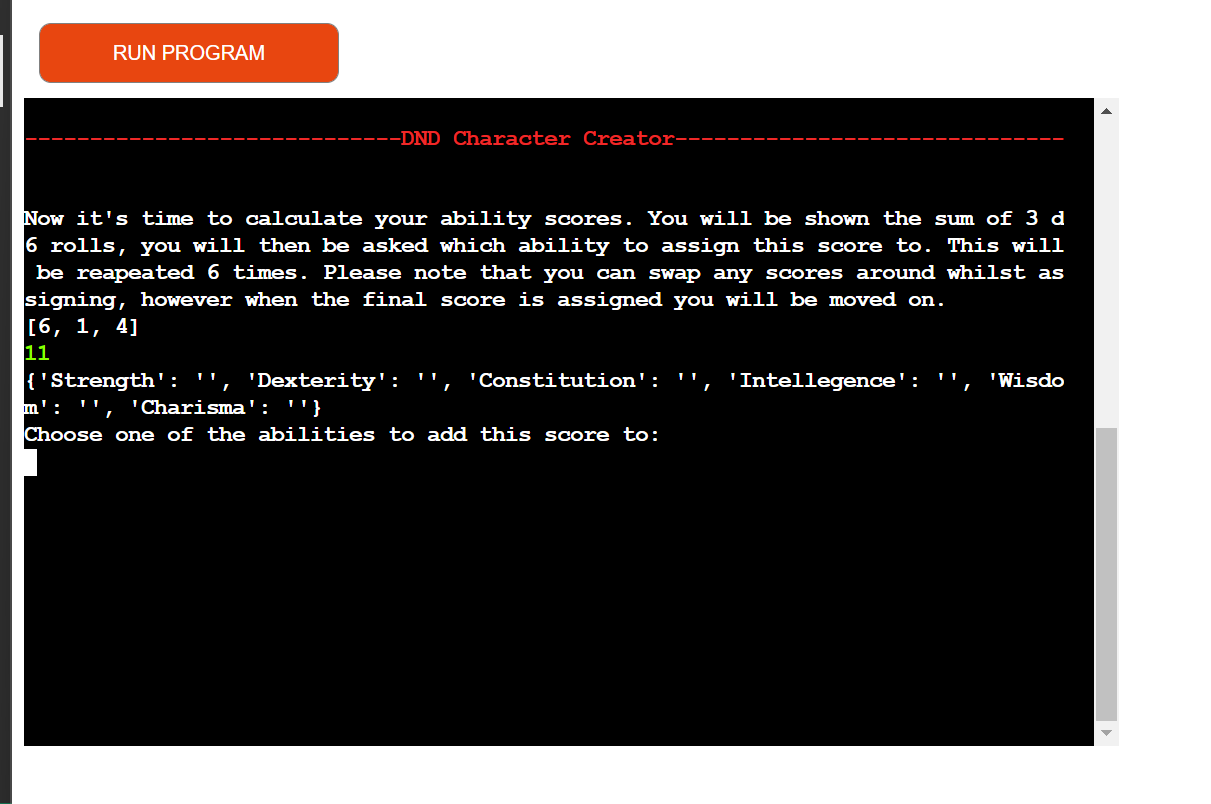 RUN PROGRAM
-----------------------------DND Character Creator------------------------------
Now it's time to calculate your ability scores. You will be shown the sum of 3 d
6 rolls, you will then be asked which ability to assign this score to. This will
 be reapeated 6 times. Please note that you can swap any scores around whilst as
signing, however when the final score is assigned you will be moved on.
[6, 1, 4]
11
{'Strength': '', 'Dexterity': '', 'Constitution': '', 'Intellegence': '', 'Wisdo
m': '', 'Charisma': ''}
Choose one of the abilities to add this score to: